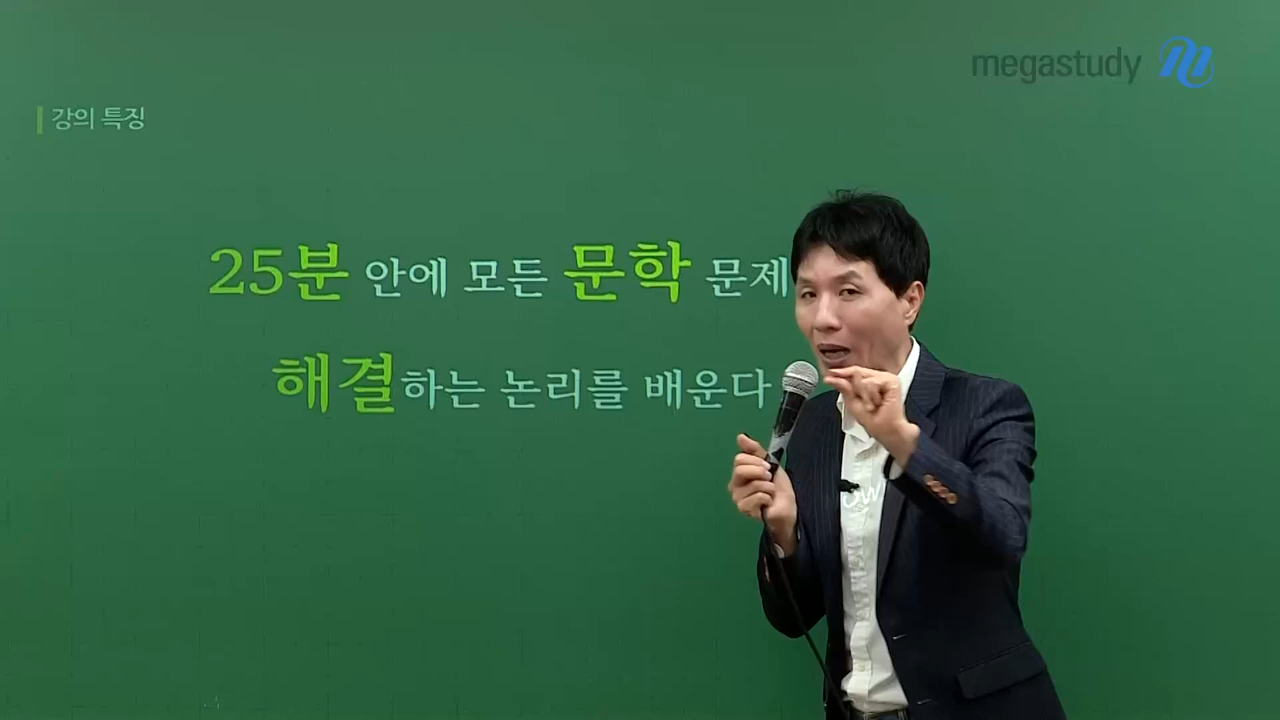 megastudy
강의 특징
25분 안에 모든 문학 문제
해결하는 논리를 배운다